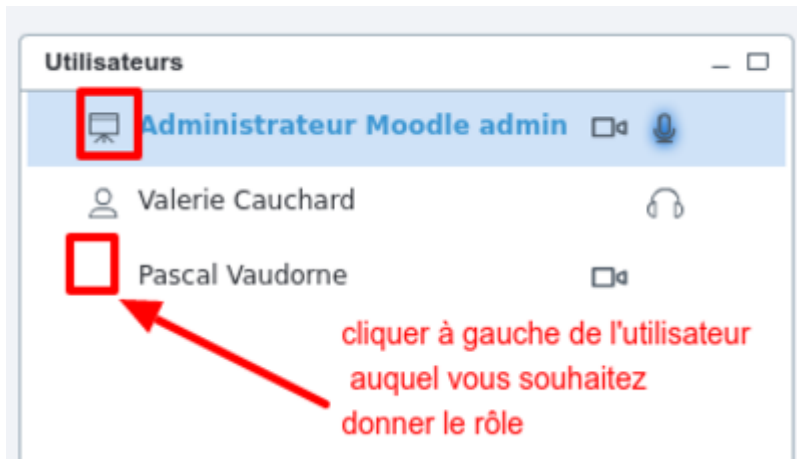 Utilisateurs
Administrateur Moodle admin
Valerie Cauchard
Pascal Vaudorne
cliquer à gauche de l'utilisateur
auquel vous souhaitez
donner le rôle